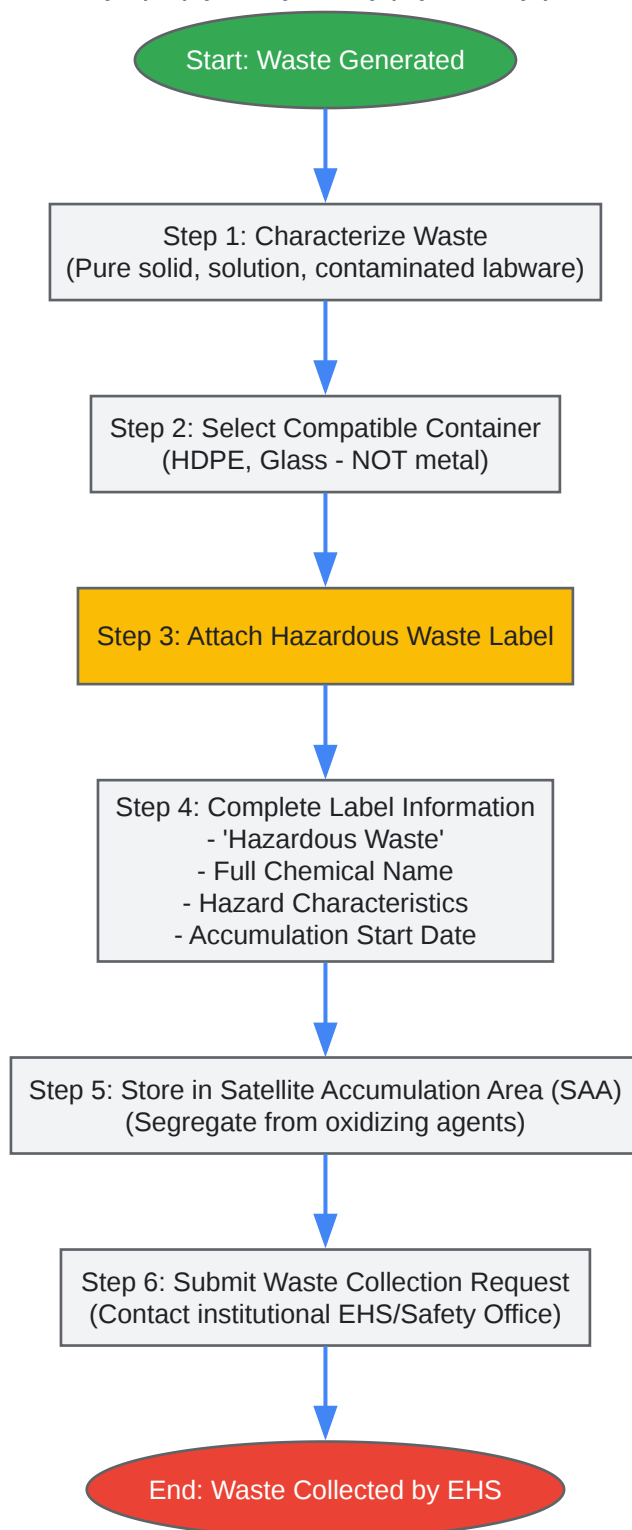 Start: Waste Generated
Step 1: Characterize Waste
(Pure solid, solution, contaminated labware)
Step 2: Select Compatible Container
(HDPE, Glass - NOT metal)
Step 3: Attach Hazardous Waste Label
Step 4: Complete Label Information
- 'Hazardous Waste'
- Full Chemical Name
- Hazard Characteristics
- Accumulation Start Date
Step 5: Store in Satellite Accumulation Area (SAA)
(Segregate from oxidizing agents)
Step 6: Submit Waste Collection Request
(Contact institutional EHS/Safety Office)
End: Waste Collected by EHS